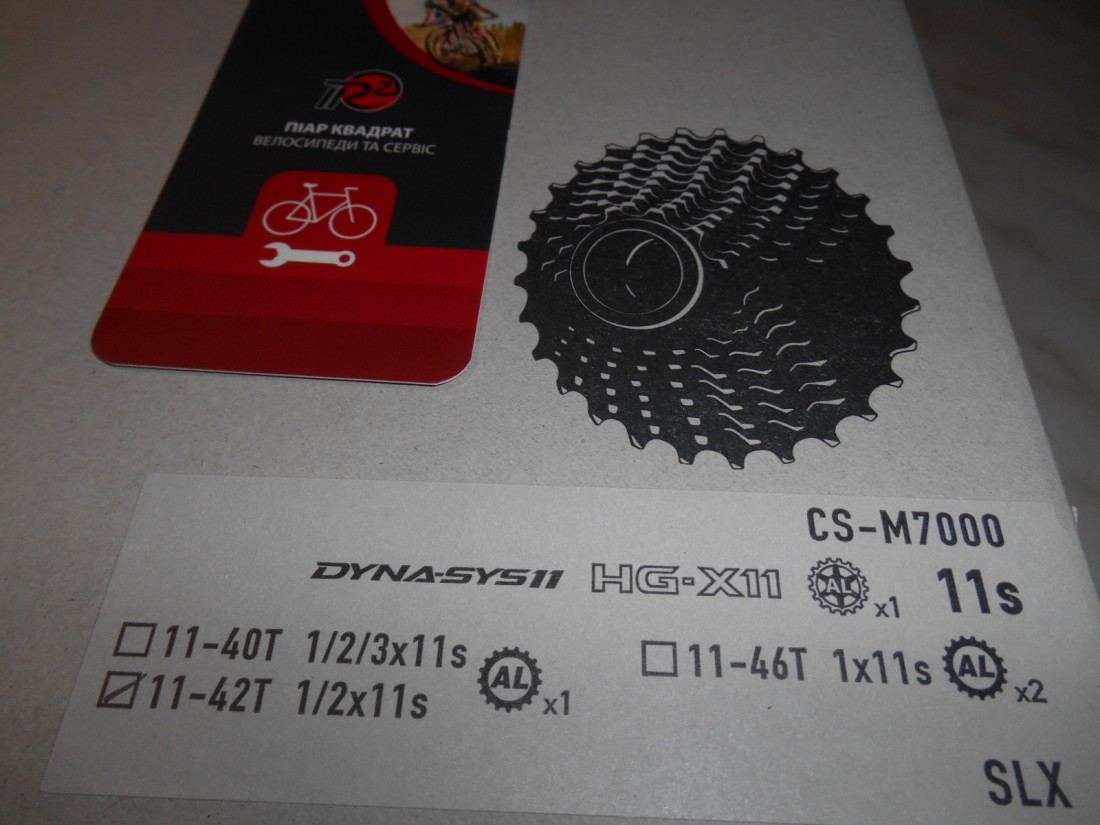 ПР2
ПІАР КВАДРАТ
ВЕЛОСИПЕДИ ТА СЕРВІС
CS-M7000
DYNA-SYS11 HG-X11 AL x1 11s
11-40T 1/2/3x11s
11-42T 1/2x11s
AL x1
11-46T 1x11s AL x2
SLX